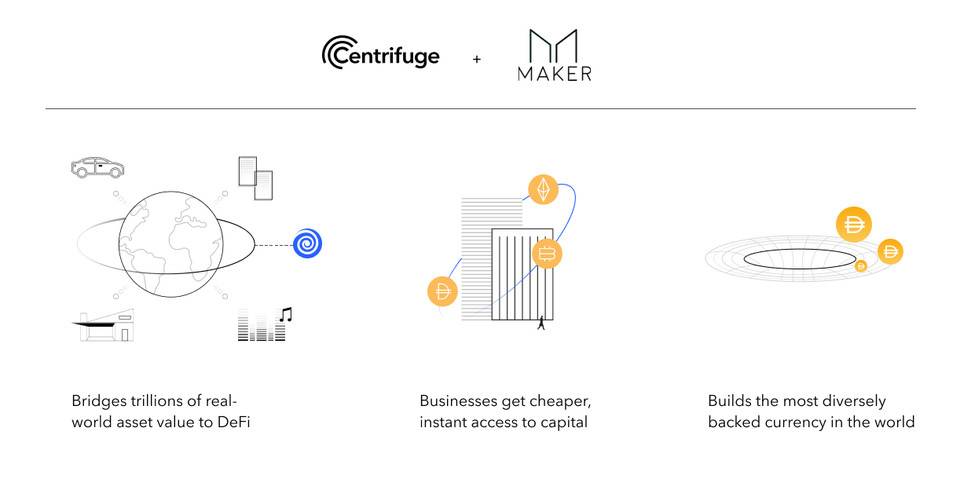 Centrifuge
+
MAKER
Bridges trillions of real-
world asset value to DeFi
Businesses get cheaper,
instant access to capital
Builds the most diversely
backed currency in the world